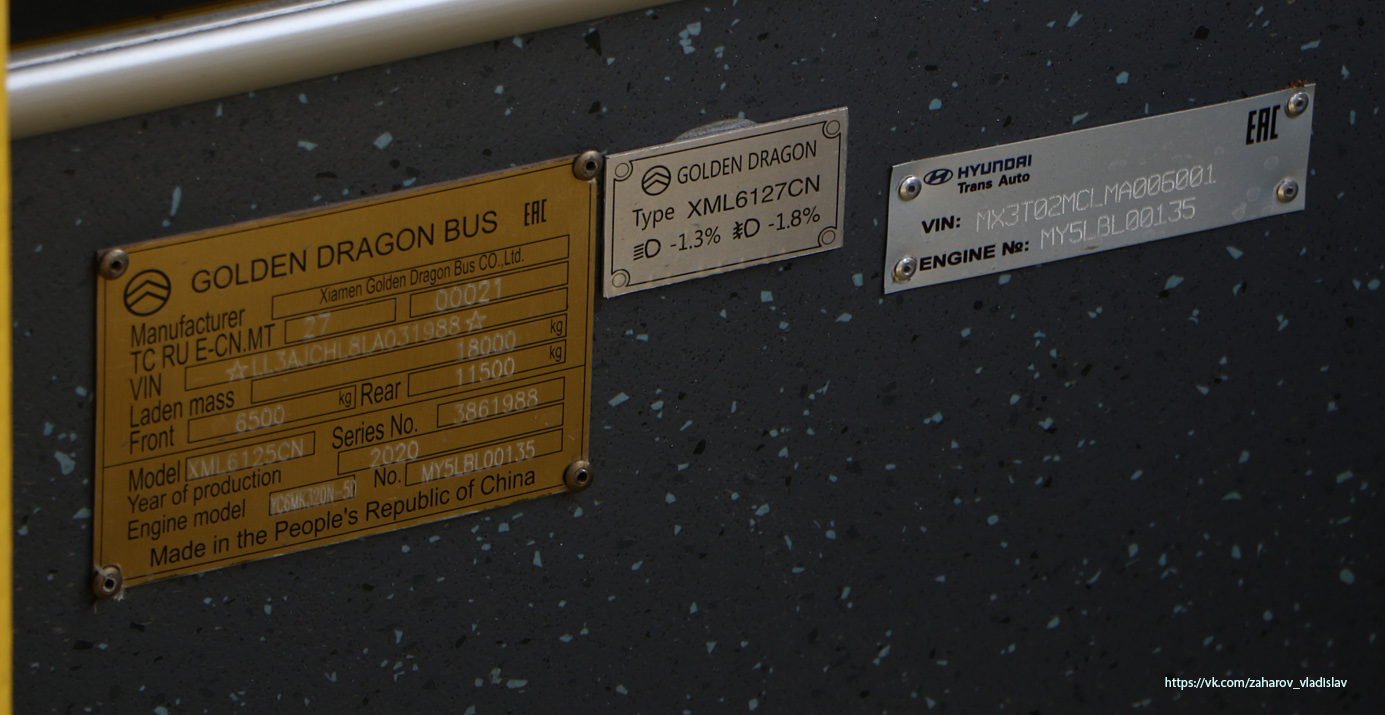 GOLDEN DRAGON BUS EAC
Manufacturer Xiamen Golden Dragon Bus CO.,Ltd.
TC RU E-CN.MT 27 00021
VIN ☆LL3AJCHL8LA031988☆
Laden mass 18000 kg
Front 6500 kg Rear 11500 kg
Model XML6125CN Series No. 3861988
Year of production 2020
Engine model YC6MK320N-50 No. MY5LBL00135
Made in the People's Republic of China
GOLDEN DRAGON
Type XML6127CN
-1.3% -1.8%
HYUNDAI EAC
Trans Auto
VIN: MX3T02MCLMA006001
ENGINE №: MY5LBL00135
https://vk.com/zaharov_vladislav